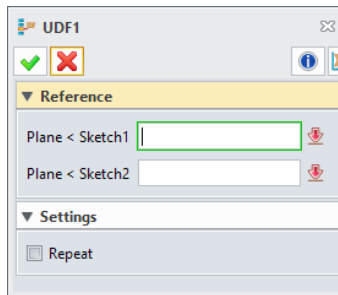 UDF1
Reference
Plane < Sketch1
Plane < Sketch2
Settings
Repeat